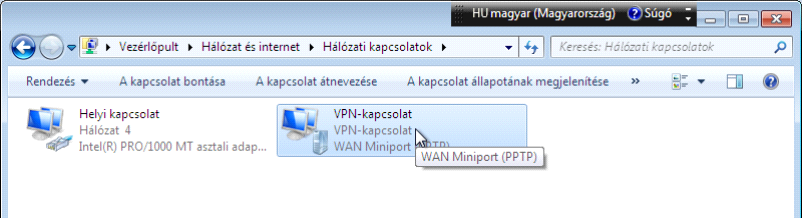 HU magyar (Magyarország) Súgó
Vezérlőpult Hálózat és internet Hálózati kapcsolatok Keresés: Hálózati kapcsolatok
Rendezés A kapcsolat bontása A kapcsolat átnevezése A kapcsolat állapotának megjelenítése »
Helyi kapcsolat
Hálózat 4
Intel(R) PRO/1000 MT asztali adap...
VPN-kapcsolat
VPN-kapcsolat
WAN Miniport (PPTP)
WAN Miniport (PPTP)